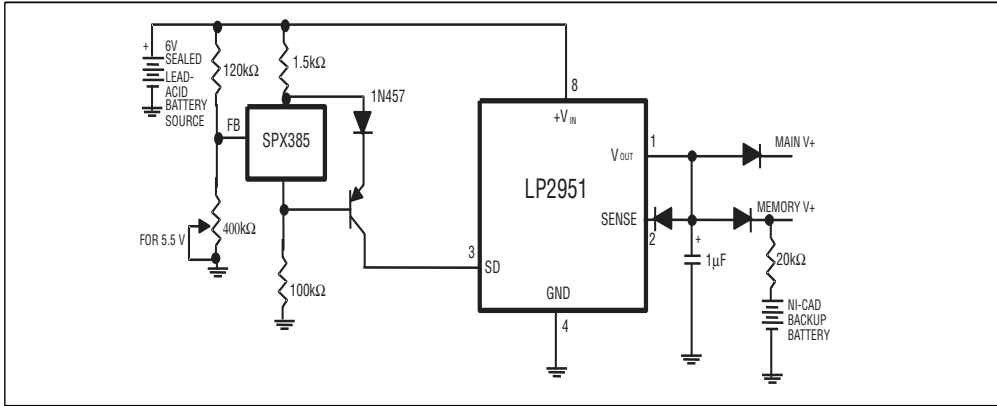 +
6V
SEALED
LEAD-
ACID
BATTERY
SOURCE
120kΩ
1.5kΩ
1N457
FB
SPX385
FOR 5.5 V
400kΩ
100kΩ
8
+VIN
1
VOUT
MAIN V+
LP2951
SENSE
2
MEMORY V+
3
SD
+
1µF
20kΩ
GND
4
NI-CAD
BACKUP
BATTERY